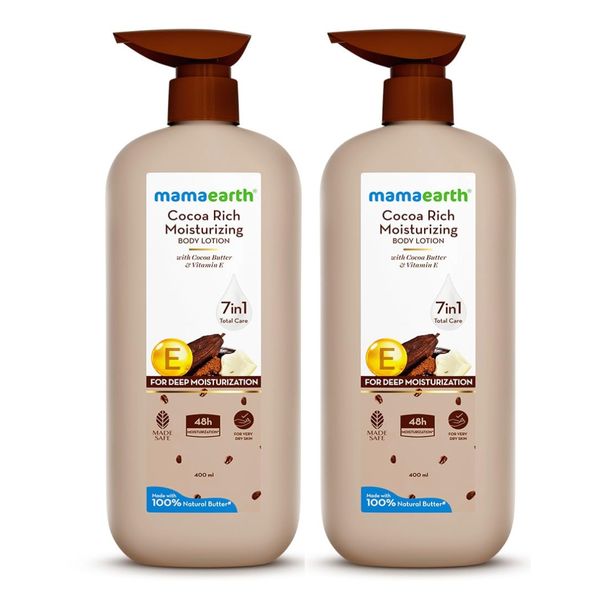 mamaearth®
Cocoa Rich
Moisturizing
BODY LOTION
with Cocoa Butter
& Vitamin E
7in1
Total Care
E
FOR DEEP MOISTURIZATION
MADE
SAFE
48h
MOISTURIZATION*
FOR VERY
DRY SKIN
400 ml
Made with
100% Natural Butter#
mamaearth®
Cocoa Rich
Moisturizing
BODY LOTION
with Cocoa Butter
& Vitamin E
7in1
Total Care
E
FOR DEEP MOISTURIZATION
MADE
SAFE
48h
MOISTURIZATION*
FOR VERY
DRY SKIN
400 ml
Made with
100% Natural Butter#